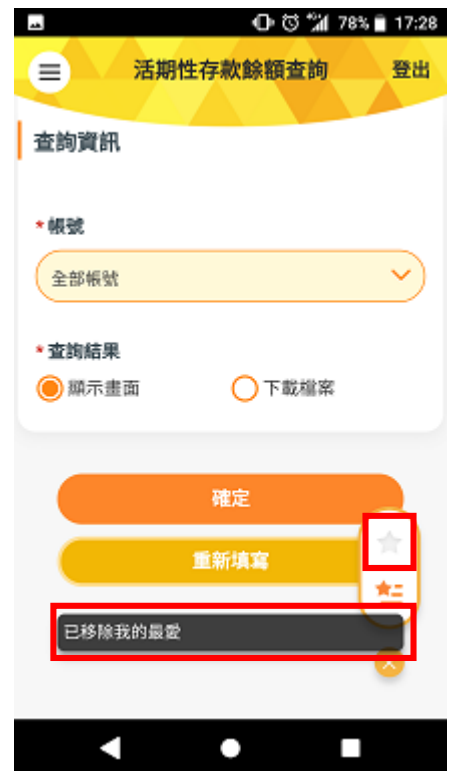 78% 17:28
活期性存款餘額查詢 登出
查詢資訊
*帳號
全部帳號
*查詢結果
顯示畫面 下載檔案
確定
重新填寫
已移除我的最愛